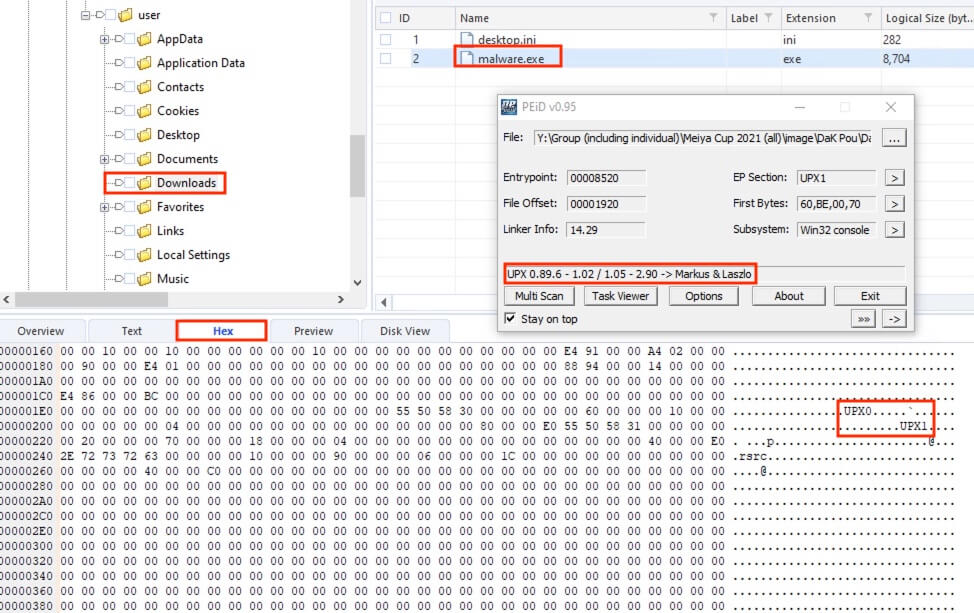 user
AppData
Application Data
Contacts
Cookies
Desktop
Documents
Downloads
Favorites
Links
Local Settings
Music
ID Name Label Extension Logical Size (byt...
1 desktop.ini ini 282
2 malware.exe exe 8,704
PEiD v0.95
File: Y:\Group (including individual)\Meiya Cup 2021 (all)\image\DaK Pou\Da
...
Entrypoint: 00008520 EP Section: UPX1 >
File Offset: 00001920 First Bytes: 60,BE,00,70 >
Linker Info: 14.29 Subsystem: Win32 console >
UPX 0.89.6 - 1.02 / 1.05 - 2.90 -> Markus & Laszlo
Multi Scan Task Viewer Options About Exit
Stay on top »» ->
Overview Text Hex Preview Disk View
00000160 00 00 10 00 00 10 00 00 00 00 00 00 10 00 00 00 00 00 00 00 00 00 00 00 E4 91 00 00 A4 02 00 00 ................................
00000180 00 90 00 00 E4 01 00 00 00 00 00 00 00 00 00 00 00 00 00 00 00 00 00 00 88 94 00 00 14 00 00 00 ................................
000001A0 00 00 00 00 00 00 00 00 00 00 00 00 00 00 00 00 00 00 00 00 00 00 00 00 00 00 00 00 00 00 00 00 ................................
000001C0 E4 86 00 00 BC 00 00 00 00 00 00 00 00 00 00 00 00 00 00 00 00 00 00 00 00 00 00 00 00 00 00 00 ................................
000001E0 00 00 00 00 00 00 00 00 00 00 00 00 00 00 00 00 55 50 58 30 00 00 00 00 00 60 00 00 00 10 00 00 ................UPX0.....`......
00000200 00 00 00 00 00 04 00 00 00 00 00 00 00 00 00 00 00 00 00 00 80 00 00 E0 55 50 58 31 00 00 00 00 ........................UPX1....
00000220 00 20 00 00 00 70 00 00 00 18 00 00 00 04 00 00 00 00 00 00 00 00 00 00 00 00 00 00 40 00 00 E0 . ...p......................@...
00000240 2E 72 73 72 63 00 00 00 00 10 00 00 00 90 00 00 00 06 00 00 00 1C 00 00 00 00 00 00 00 00 00 00 .rsrc...........................
00000260 00 00 00 00 40 00 00 C0 00 00 00 00 00 00 00 00 00 00 00 00 00 00 00 00 00 00 00 00 00 00 00 00 ....@...........................
00000280 00 00 00 00 00 00 00 00 00 00 00 00 00 00 00 00 00 00 00 00 00 00 00 00 00 00 00 00 00 00 00 00 ................................
000002A0 00 00 00 00 00 00 00 00 00 00 00 00 00 00 00 00 00 00 00 00 00 00 00 00 00 00 00 00 00 00 00 00 ................................
000002C0 00 00 00 00 00 00 00 00 00 00 00 00 00 00 00 00 00 00 00 00 00 00 00 00 00 00 00 00 00 00 00 00 ................................
000002E0 00 00 00 00 00 00 00 00 00 00 00 00 00 00 00 00 00 00 00 00 00 00 00 00 00 00 00 00 00 00 00 00 ................................
00000300 00 00 00 00 00 00 00 00 00 00 00 00 00 00 00 00 00 00 00 00 00 00 00 00 00 00 00 00 00 00 00 00 ................................
00000320 00 00 00 00 00 00 00 00 00 00 00 00 00 00 00 00 00 00 00 00 00 00 00 00 00 00 00 00 00 00 00 00 ................................
00000340 00 00 00 00 00 00 00 00 00 00 00 00 00 00 00 00 00 00 00 00 00 00 00 00 00 00 00 00 00 00 00 00 ................................
00000360 00 00 00 00 00 00 00 00 00 00 00 00 00 00 00 00 00 00 00 00 00 00 00 00 00 00 00 00 00 00 00 00 ................................
00000380 00 00 00 00 00 00 00 00 00 00 00 00 00 00 00 00 00 00 00 00 00 00 00 00 00 00 00 00 00 00 00 00 ................................